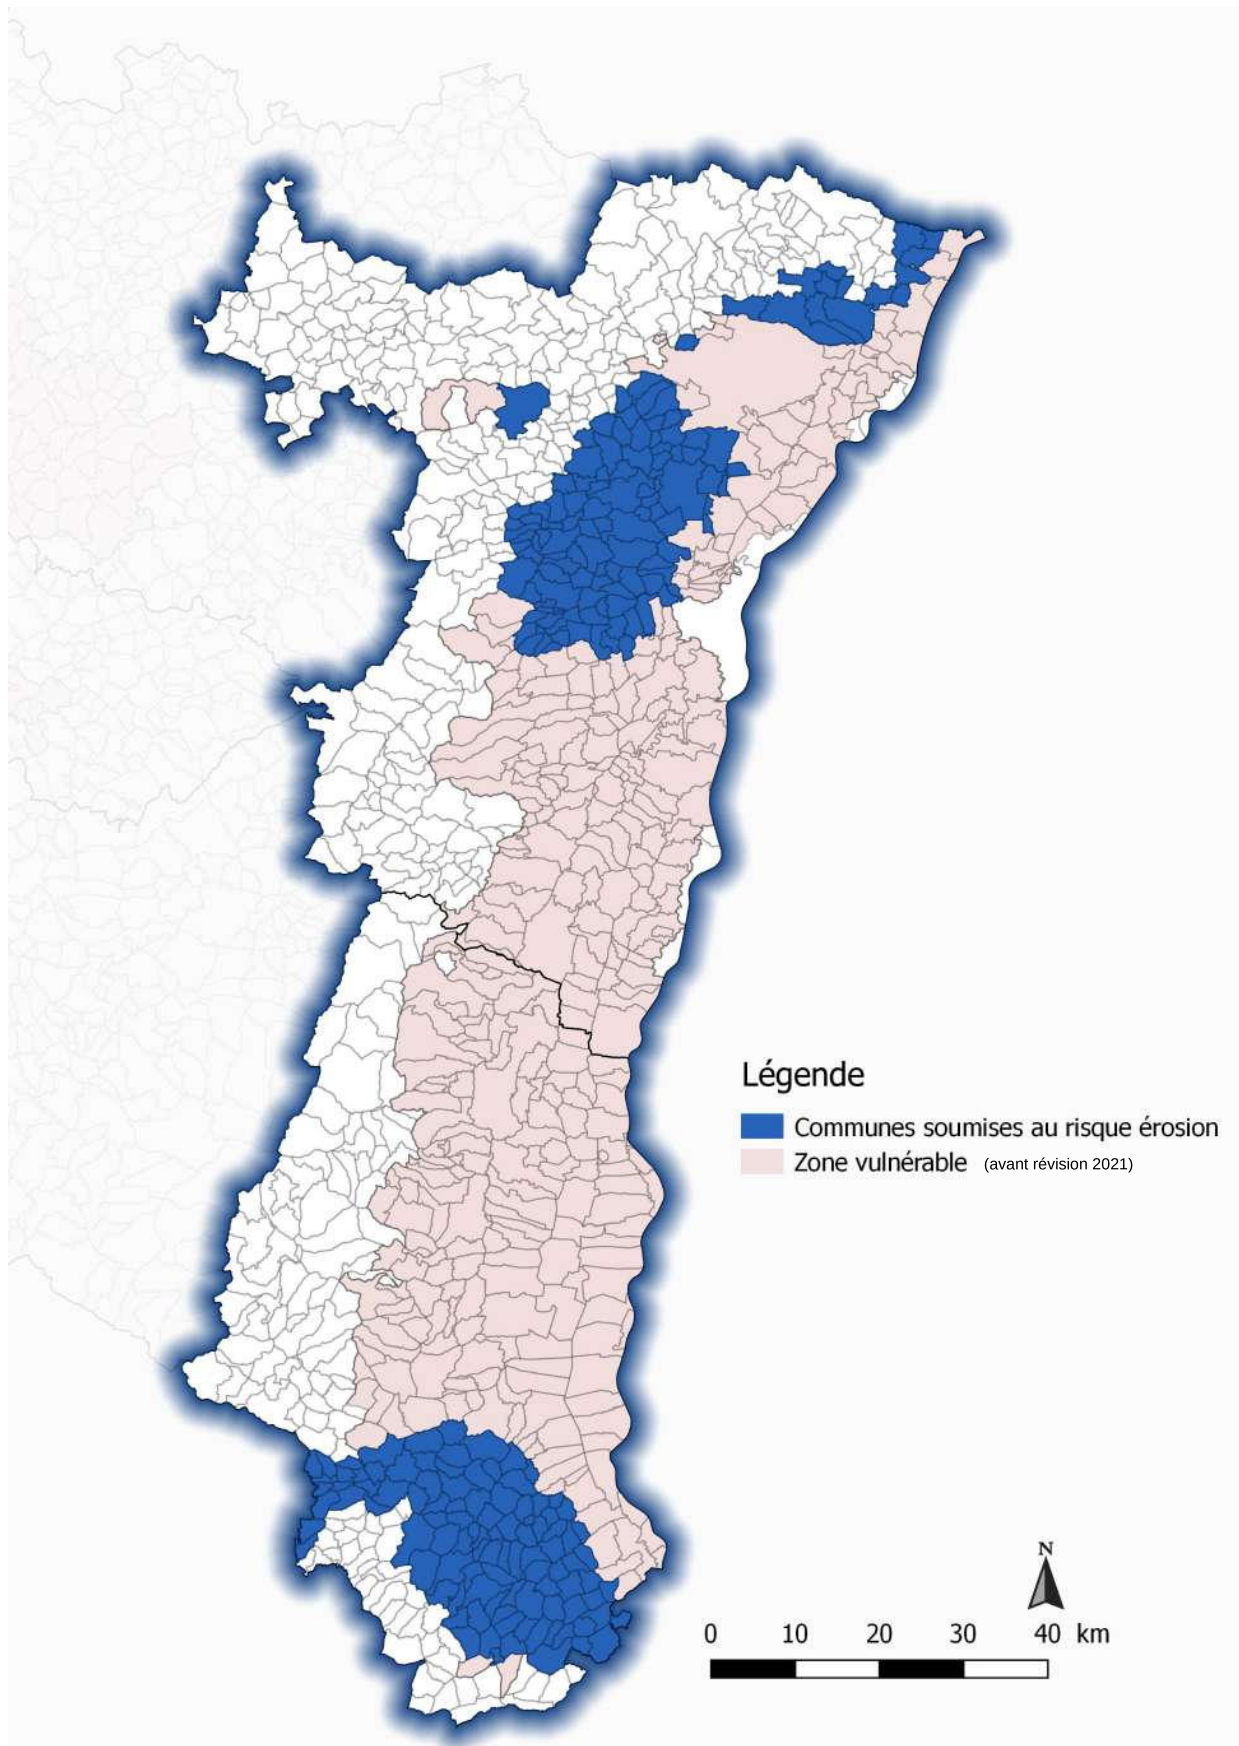 Légende
Communes soumises au risque érosion
Zone vulnérable (avant révision 2021)
N
0 10 20 30 40 km